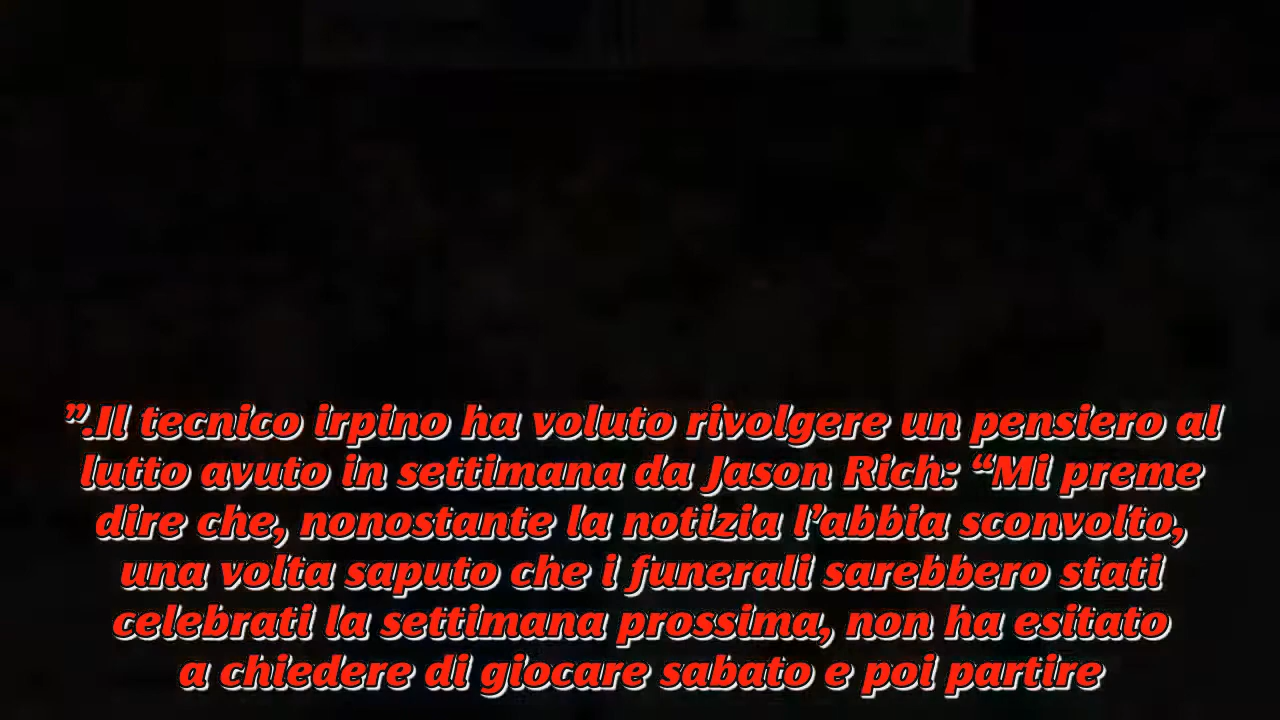 ”.Il tecnico irpino ha voluto rivolgere un pensiero al
lutto avuto in settimana da Jason Rich: “Mi preme
dire che, nonostante la notizia l’abbia sconvolto,
una volta saputo che i funerali sarebbero stati
celebrati la settimana prossima, non ha esitato
a chiedere di giocare sabato e poi partire